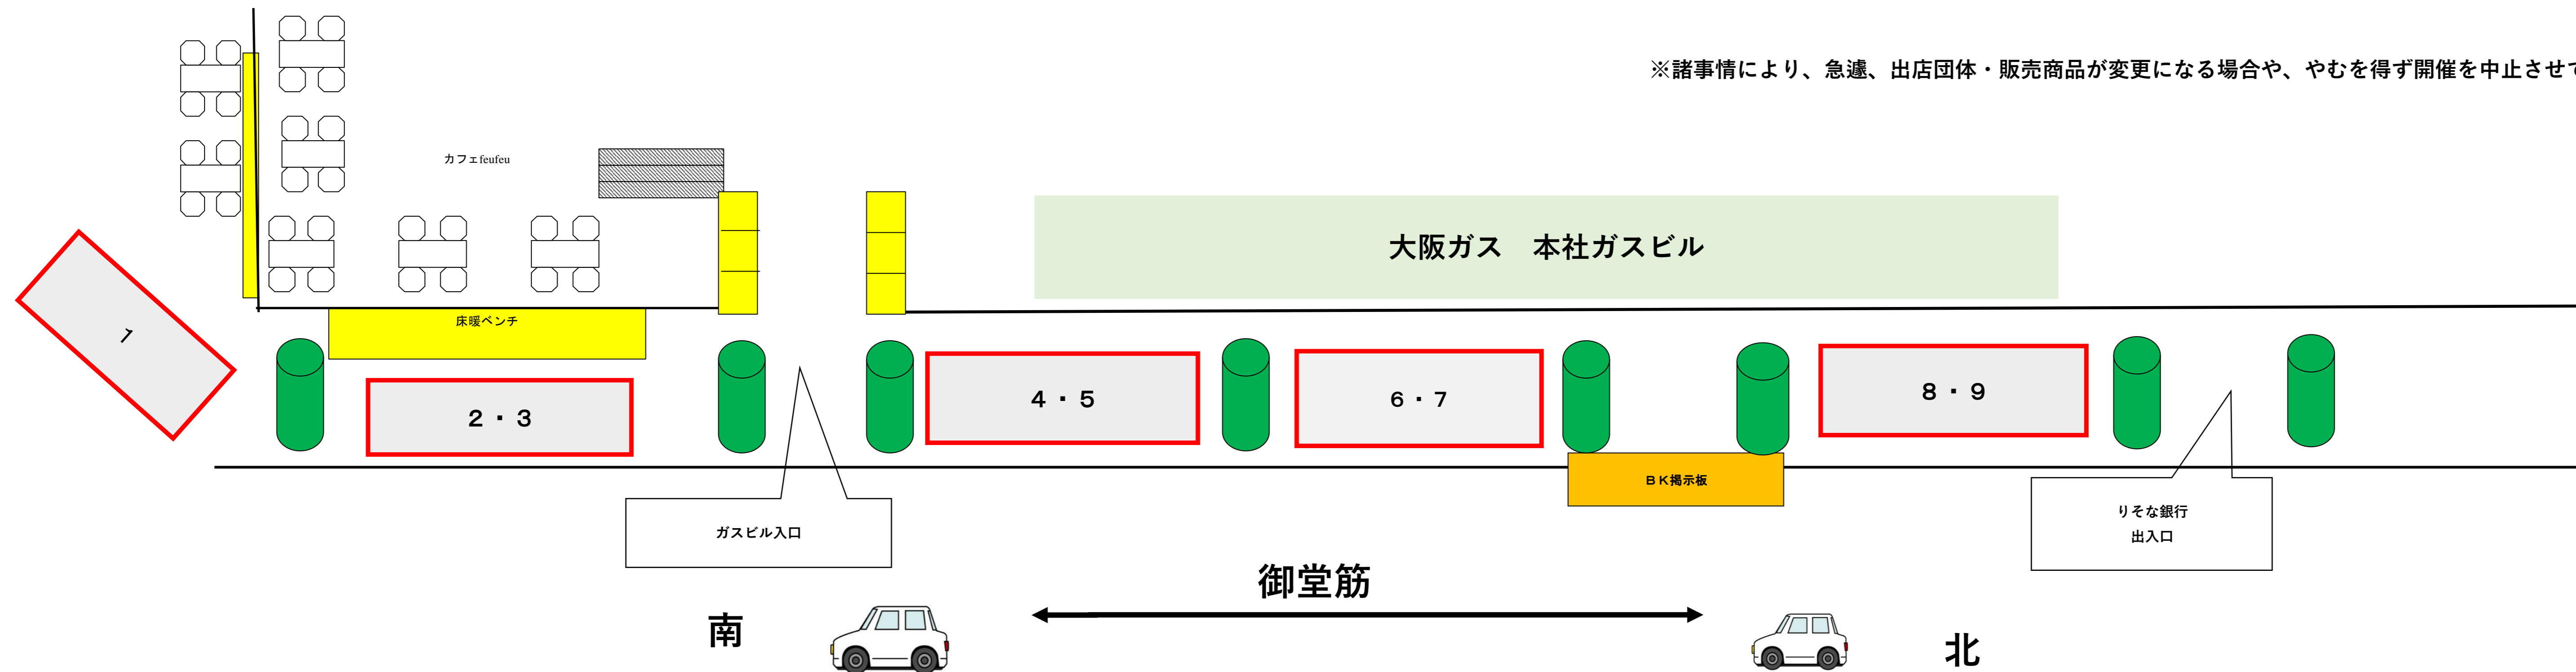 ※諸事情により、急遽、出店団体・販売商品が変更になる場合や、やむを得ず開催を中止させて
カフェfeufeu
大阪ガス　本社ガスビル
床暖ベンチ
1
2・3
4・5
6・7
8・9
BK掲示板
ガスビル入口
りそな銀行
出入口
御堂筋
南
北